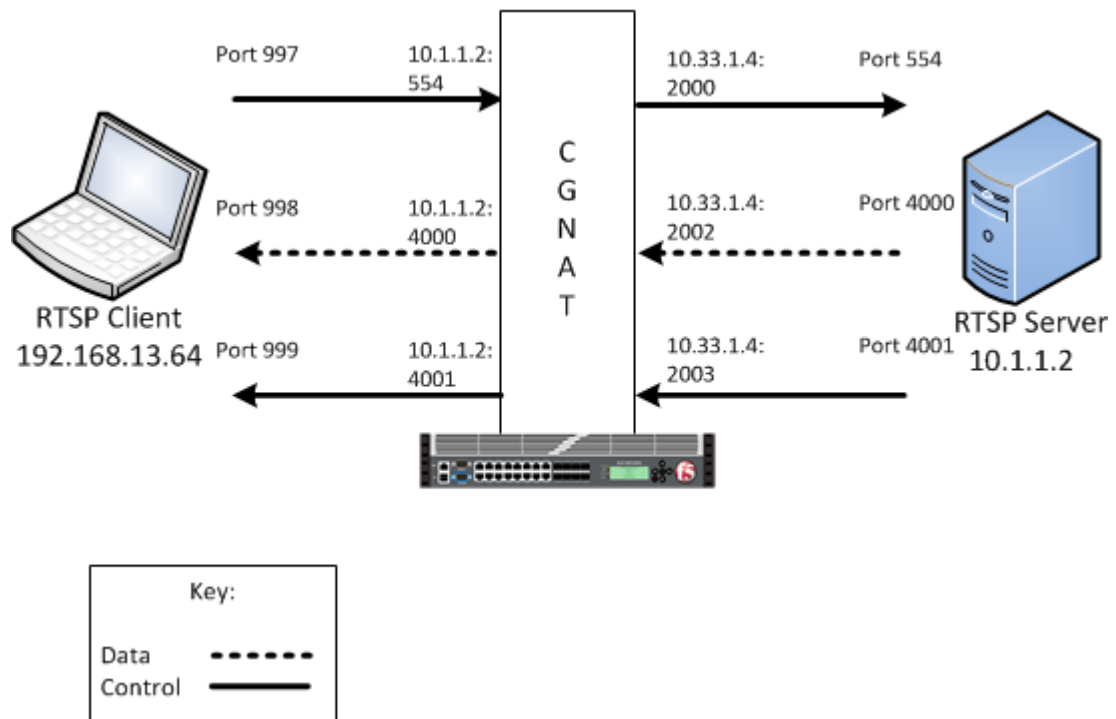 Port 997
10.1.1.2:
554
10.33.1.4:
2000
Port 554
Port 998
10.1.1.2:
4000
10.33.1.4:
2002
Port 4000
C
G
N
A
T
RTSP Client
192.168.13.64
RTSP Server
10.1.1.2
Port 999
10.1.1.2:
4001
10.33.1.4:
2003
Port 4001
f5
Key:
Data
Control